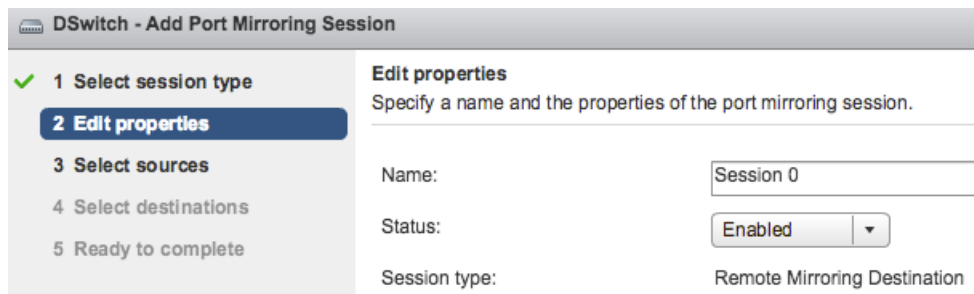 DSwitch - Add Port Mirroring Session
1 Select session type
2 Edit properties
3 Select sources
4 Select destinations
5 Ready to complete
Edit properties
Specify a name and the properties of the port mirroring session.
Name: Session 0
Status: Enabled
Session type: Remote Mirroring Destination